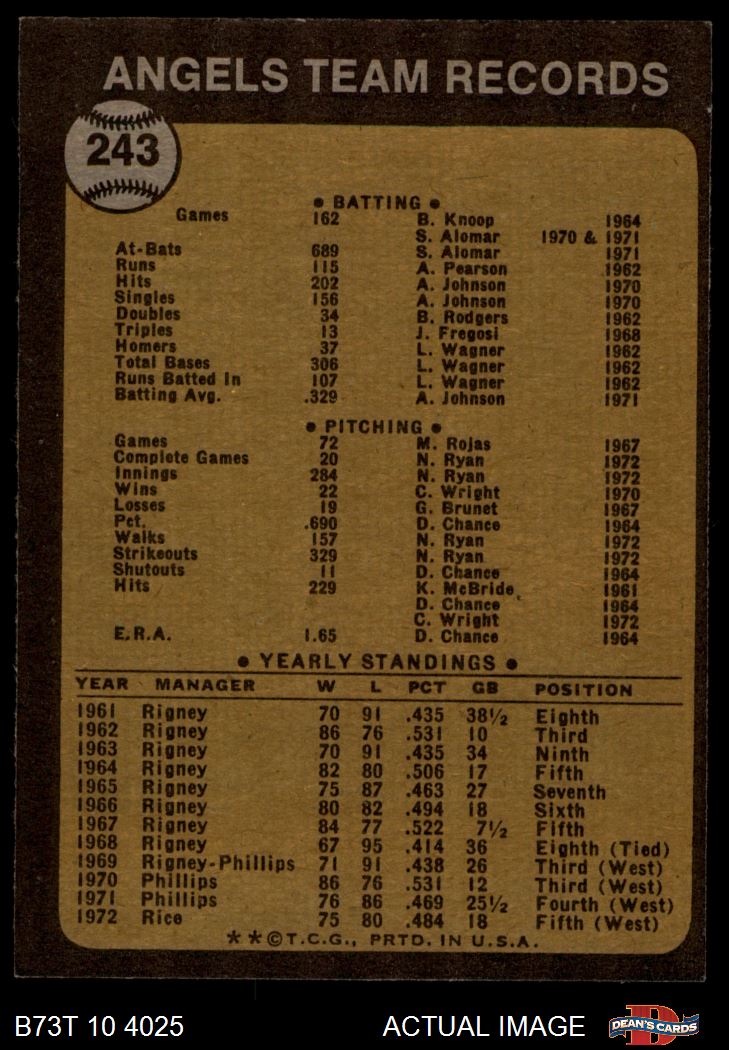 ANGELS TEAM RECORDS
243
• BATTING •
Games 162 B. Knoop 1964
S. Alomar 1970 & 1971
At-Bats 689 S. Alomar 1971
Runs 115 A. Pearson 1962
Hits 202 A. Johnson 1970
Singles 156 A. Johnson 1970
Doubles 34 B. Rodgers 1962
Triples 13 J. Fregosi 1968
Homers 37 L. Wagner 1962
Total Bases 306 L. Wagner 1962
Runs Batted In 107 L. Wagner 1962
Batting Avg. .329 A. Johnson 1971
• PITCHING •
Games 72 M. Rojas 1967
Complete Games 20 N. Ryan 1972
Innings 284 N. Ryan 1972
Wins 22 C. Wright 1970
Losses 19 G. Brunet 1967
Pct. .690 D. Chance 1964
Walks 157 N. Ryan 1972
Strikeouts 329 N. Ryan 1972
Shutouts 11 D. Chance 1964
Hits 229 K. McBride 1961
D. Chance 1964
C. Wright 1972
E.R.A. 1.65 D. Chance 1964
• YEARLY STANDINGS •
YEAR MANAGER W L PCT GB POSITION
1961 Rigney 70 91 .435 38½ Eighth
1962 Rigney 86 76 .531 10 Third
1963 Rigney 70 91 .435 34 Ninth
1964 Rigney 82 80 .506 17 Fifth
1965 Rigney 75 87 .463 27 Seventh
1966 Rigney 80 82 .494 18 Sixth
1967 Rigney 84 77 .522 7½ Fifth
1968 Rigney 67 95 .414 36 Eighth (Tied)
1969 Rigney-Phillips 71 91 .438 26 Third (West)
1970 Phillips 86 76 .531 12 Third (West)
1971 Phillips 76 86 .469 25½ Fourth (West)
1972 Rice 75 80 .484 18 Fifth (West)
**©T.C.G., PRTD. IN U.S.A.
B73T 10 4025 ACTUAL IMAGE DEAN'S CARDS